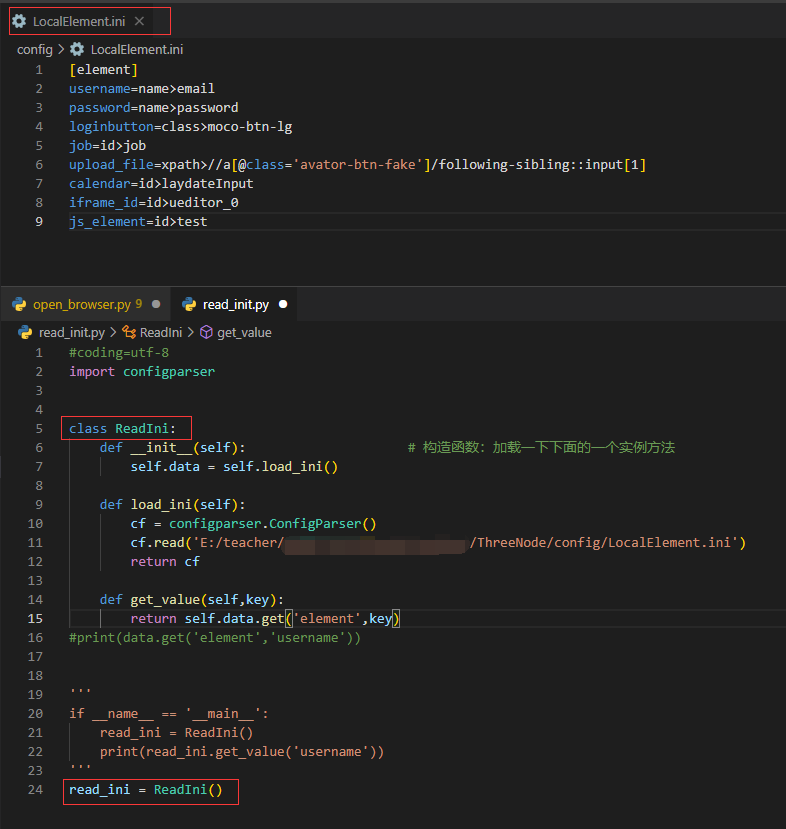 LocalElement.ini
config > LocalElement.ini
1 [element]
2 username=name>email
3 password=name>password
4 loginbutton=class>moco-btn-lg
5 job=id>job
6 upload_file=xpath>//a[@class='avator-btn-fake']/following-sibling::input[1]
7 calendar=id>laydateInput
8 iframe_id=id>ueditor_0
9 js_element=id>test
open_browser.py 9 read_init.py
read_init.py > ReadIni > get_value
1 #coding=utf-8
2 import configparser
3
4
5 class ReadIni:
6     def __init__(self): # 构造函数：加载一下下面的一个实例方法
7         self.data = self.load_ini()
8
9     def load_ini(self):
10         cf = configparser.ConfigParser()
11         cf.read('E:/teacher/ /ThreeNode/config/LocalElement.ini')
12         return cf
13
14     def get_value(self,key):
15         return self.data.get('element',key)
16 #print(data.get('element','username'))
17
18
19 '''
20 if __name__ == '__main__':
21     read_ini = ReadIni()
22     print(read_ini.get_value('username'))
23 '''
24 read_ini = ReadIni()